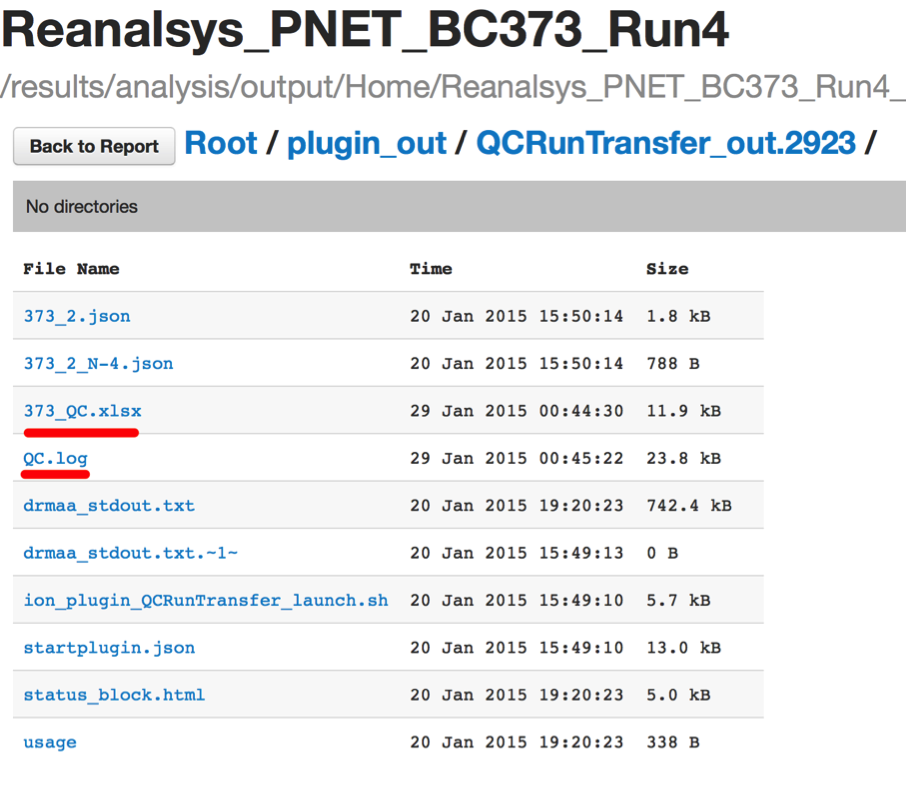 Reanalsys_PNET_BC373_Run4
/results/analysis/output/Home/Reanalsys_PNET_BC373_Run4_
Back to Report Root / plugin_out / QCRunTransfer_out.2923 /
No directories
File Name Time Size
373_2.json 20 Jan 2015 15:50:14 1.8 kB
373_2_N-4.json 20 Jan 2015 15:50:14 788 B
373_QC.xlsx 29 Jan 2015 00:44:30 11.9 kB
QC.log 29 Jan 2015 00:45:22 23.8 kB
drmaa_stdout.txt 20 Jan 2015 19:20:23 742.4 kB
drmaa_stdout.txt.~1~ 20 Jan 2015 15:49:13 0 B
ion_plugin_QCRunTransfer_launch.sh 20 Jan 2015 15:49:10 5.7 kB
startplugin.json 20 Jan 2015 15:49:10 13.0 kB
status_block.html 20 Jan 2015 19:20:23 5.0 kB
usage 20 Jan 2015 19:20:23 338 B